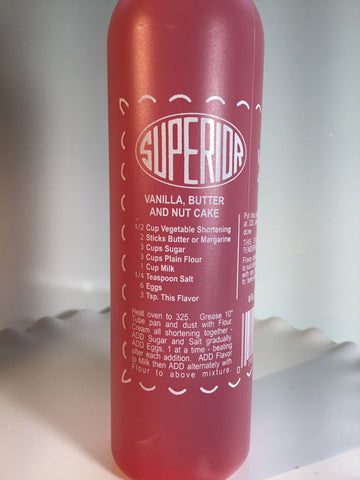 SUPERIOR
VANILLA, BUTTER
AND NUT CAKE
1/2 Cup Vegetable Shortening
2 Sticks Butter or Margarine
3 Cups Sugar
3 Cups Plain Flour
1 Cup Milk
1/4 Teaspoon Salt
6 Eggs
3 Tsp. This Flavor
Heat oven to 325. Grease 10"
Tube pan and dust with Flour.
Cream all shortening together -
ADD Sugar and Salt gradually.
ADD Eggs, 1 at a time - beating
after each addition. ADD Flavor
to Milk then ADD alternately with
Flour to above mixture.